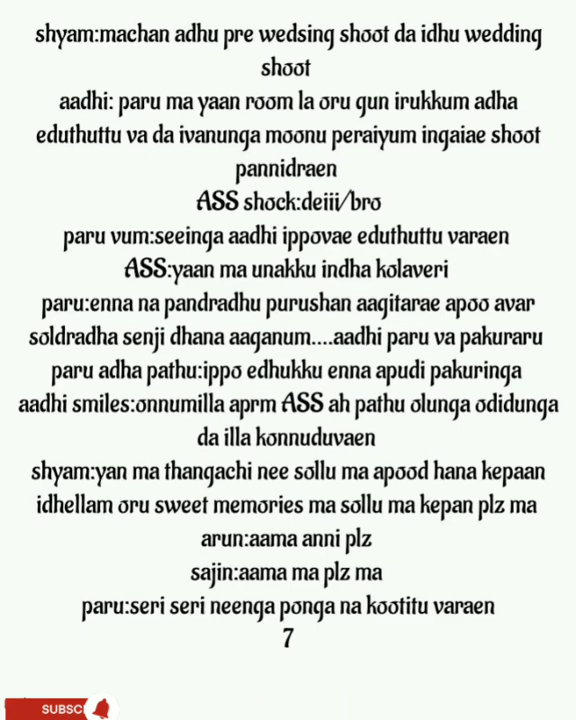 shyam:machan adhu pre wedsing shoot da idhu wedding
shoot
aadhi: paru ma yaan room la oru gun irukkum adha
eduthuttu va da ivanunga moonu peraiyum ingaiae shoot
pannidraen
ASS shock:deiii/bro
paru vum:seeinga aadhi ippovae eduthuttu varaen
ASS:yaan ma unakku indha kolaveri
paru:enna na pandradhu purushan aagitarae apoo avar
soldradha senji dhana aaganum....aadhi paru va pakuraru
paru adha pathu:ippo edhukku enna apudi pakuringa
aadhi smiles:onnumilla aprm ASS ah pathu olunga odidunga
da illa konnuduvaen
shyam:yan ma thangachi nee sollu ma apood hana kepaan
idhellam oru sweet memories ma sollu ma kepan plz ma
arun:aama anni plz
sajin:aama ma plz ma
paru:seri seri neenga ponga na kootitu varaen
7
SUBSC